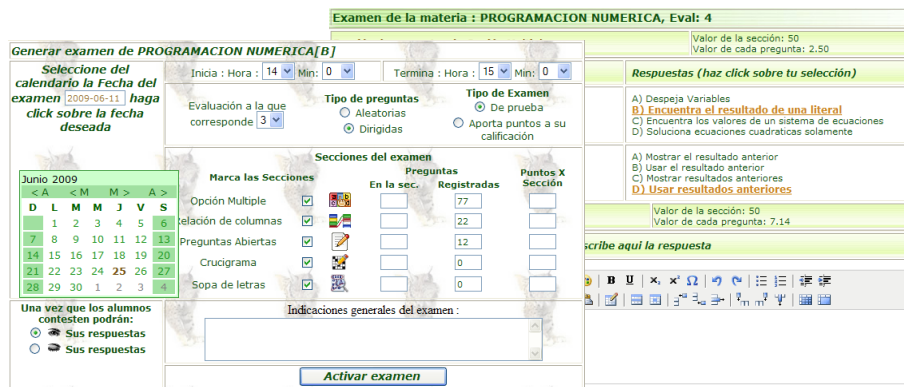 Examen de la materia : PROGRAMACION NUMERICA, Eval: 4
Valor de la sección: 50
Valor de cada pregunta: 2.50
Respuestas (haz click sobre tu selección)
A) Despeja Variables
B) Encuentra el resultado de una literal
C) Encuentra los valores de un sistema de ecuaciones
D) Soluciona ecuaciones cuadraticas solamente
A) Mostrar el resultado anterior
B) Usar el resultado anterior
C) Mostrar resultados anteriores
D) Usar resultados anteriores
Valor de la sección: 50
Valor de cada pregunta: 7.14
scribe aqui la respuesta
B U x, x² Ω
Generar examen de PROGRAMACION NUMERICA[B]
Seleccione del
calendario la Fecha del
examen 2009-06-11 haga
click sobre la fecha
deseada
Inicia : Hora : 14 Min: 0
Termina : Hora : 15 Min: 0
Evaluación a la que
corresponde 3
Tipo de preguntas
Aleatorias
Dirigidas
Tipo de Examen
De prueba
Aporta puntos a su
calificación
Secciones del examen
Marca las Secciones
Preguntas
En la sec. Registradas
Puntos X
Sección
Opción Multiple 77
elación de columnas 22
Preguntas Abiertas 12
Crucigrama 0
Sopa de letras 0
Junio 2009
< A < M M > A >
D L M M J V S
1 2 3 4 5 6
7 8 9 10 11 12 13
14 15 16 17 18 19 20
21 22 23 24 25 26 27
28 29 30 1 2 3 4
Una vez que los alumnos
contesten podrán:
Sus respuestas
Sus respuestas
Indicaciones generales del examen :
Activar examen